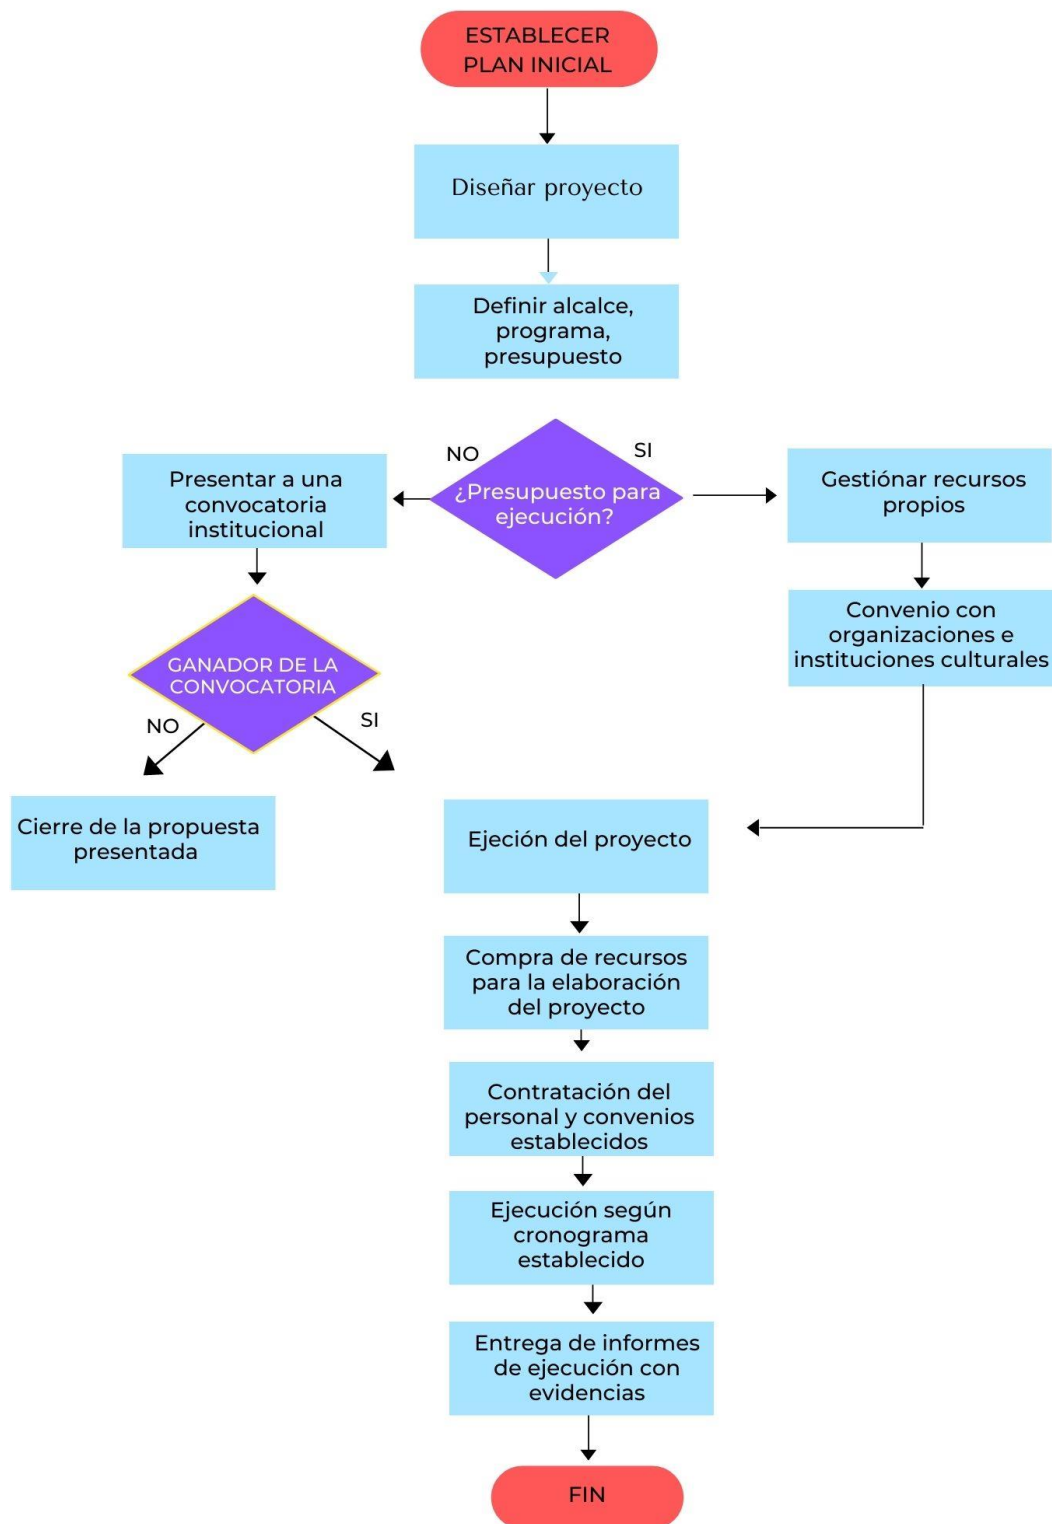 ESTABLECER
PLAN INICIAL
Diseñar proyecto
Definir alcalce,
programa,
presupuesto
NO
SI
¿Presupuesto para
ejecución?
Presentar a una
convocatoria
institucional
Gestiónar recursos
propios
Convenio con
organizaciones e
instituciones culturales
GANADOR DE LA
CONVOCATORIA
NO
SI
Cierre de la propuesta
presentada
Ejeción del proyecto
Compra de recursos
para la elaboración
del proyecto
Contratación del
personal y convenios
establecidos
Ejecución según
cronograma
establecido
Entrega de informes
de ejecución con
evidencias
FIN